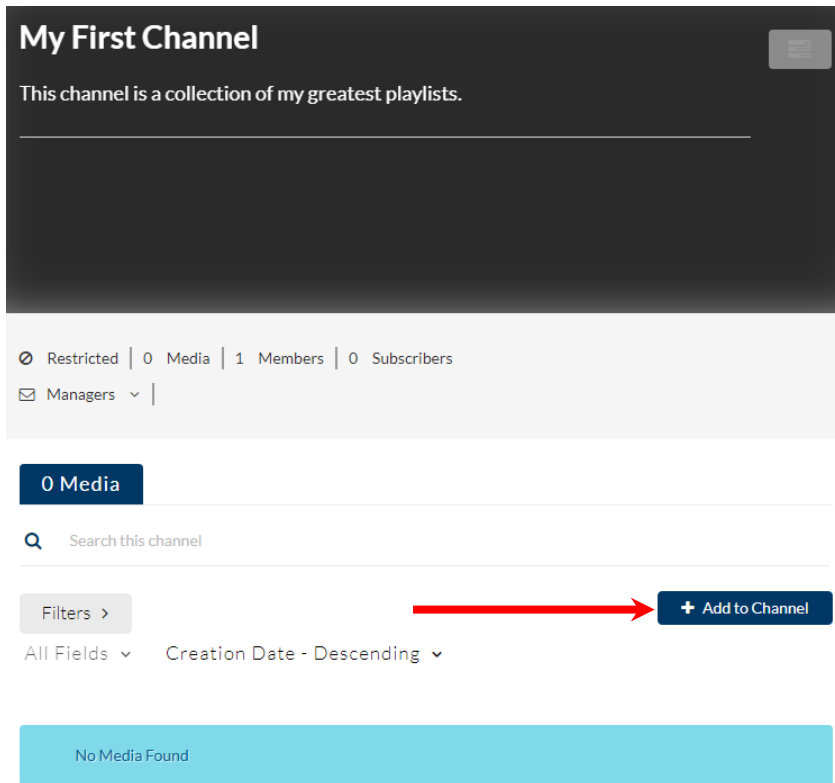 My First Channel
This channel is a collection of my greatest playlists.
Restricted | 0 Media | 1 Members | 0 Subscribers
Managers |
0 Media
Search this channel
Filters
+ Add to Channel
All Fields Creation Date - Descending
No Media Found